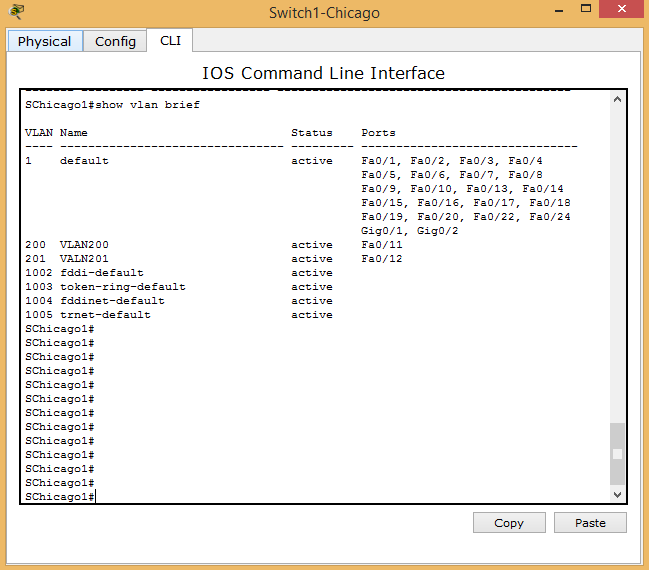 Switch1-Chicago
Physical Config CLI
IOS Command Line Interface
SChicago1#show vlan brief
VLAN Name                             Status    Ports
---- -------------------------------- --------- -------------------------------
1    default                          active    Fa0/1, Fa0/2, Fa0/3, Fa0/4
                                                Fa0/5, Fa0/6, Fa0/7, Fa0/8
                                                Fa0/9, Fa0/10, Fa0/13, Fa0/14
                                                Fa0/15, Fa0/16, Fa0/17, Fa0/18
                                                Fa0/19, Fa0/20, Fa0/22, Fa0/24
                                                Gig0/1, Gig0/2
200  VLAN200                          active    Fa0/11
201  VALN201                          active    Fa0/12
1002 fddi-default                     active
1003 token-ring-default               active
1004 fddinet-default                  active
1005 trnet-default                    active
SChicago1#
SChicago1#
SChicago1#
SChicago1#
SChicago1#
SChicago1#
SChicago1#
SChicago1#
SChicago1#
SChicago1#
SChicago1#
SChicago1#
SChicago1#
Copy Paste